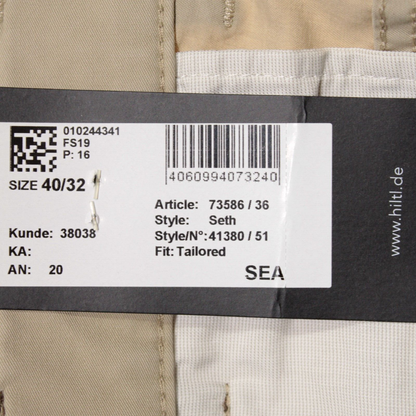 010244341
FS19
P: 16
SIZE 40/32
4060994073240
Article: 73586 / 36
Style: Seth
Kunde: 38038
Style/N°: 41380 / 51
KA:
Fit: Tailored
AN: 20
SEA
www.hiltl.de